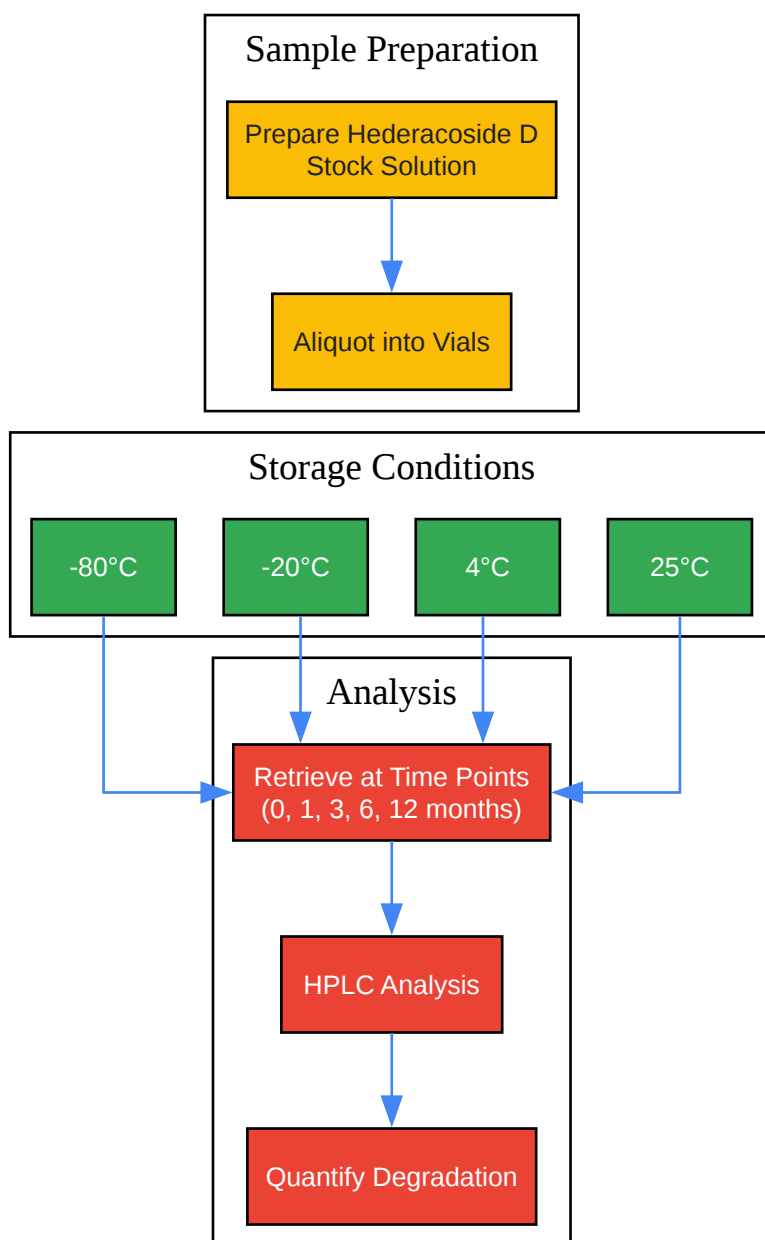 Sample Preparation
Prepare Hederacoside D
Stock Solution
Aliquot into Vials
Storage Conditions
-80°C
-20°C
4°C
25°C
Analysis
Retrieve at Time Points
(0, 1, 3, 6, 12 months)
HPLC Analysis
Quantify Degradation